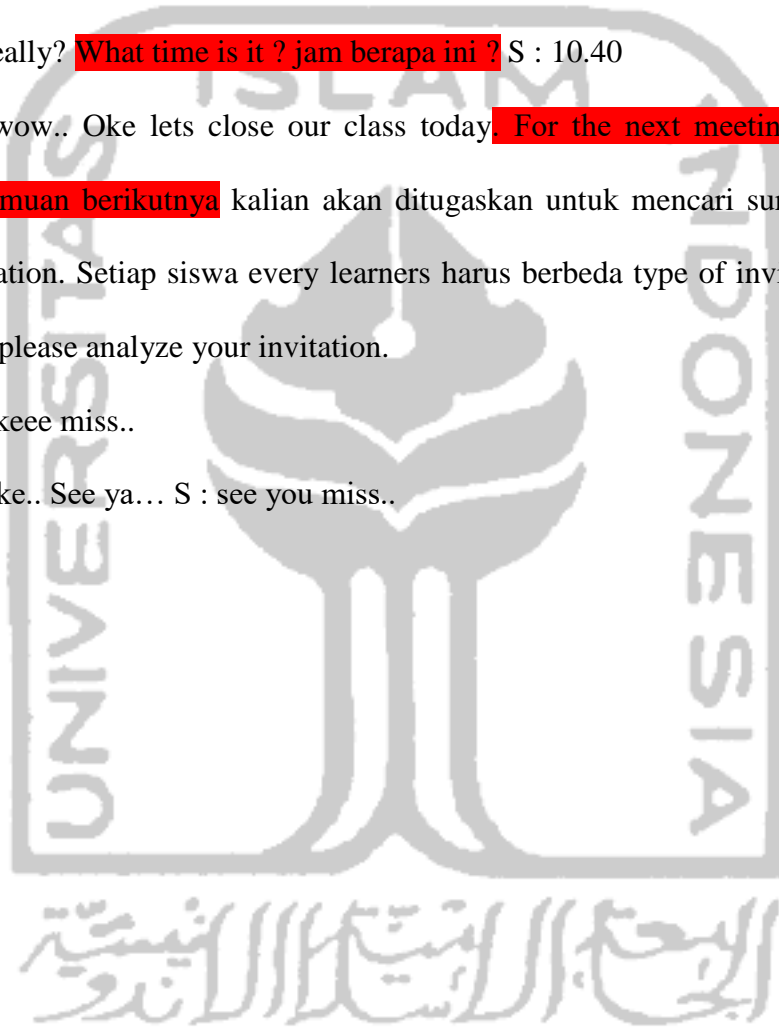 eally? What time is it ? jam berapa ini ? S : 10.40
wow.. Oke lets close our class today. For the next meetin
muan berikutnya kalian akan ditugaskan untuk mencari sur
ation. Setiap siswa every learners harus berbeda type of invi
please analyze your invitation.
keee miss..
ke.. See ya… S : see you miss..
ISLAM
UNIVERSITAS
INDONESIA